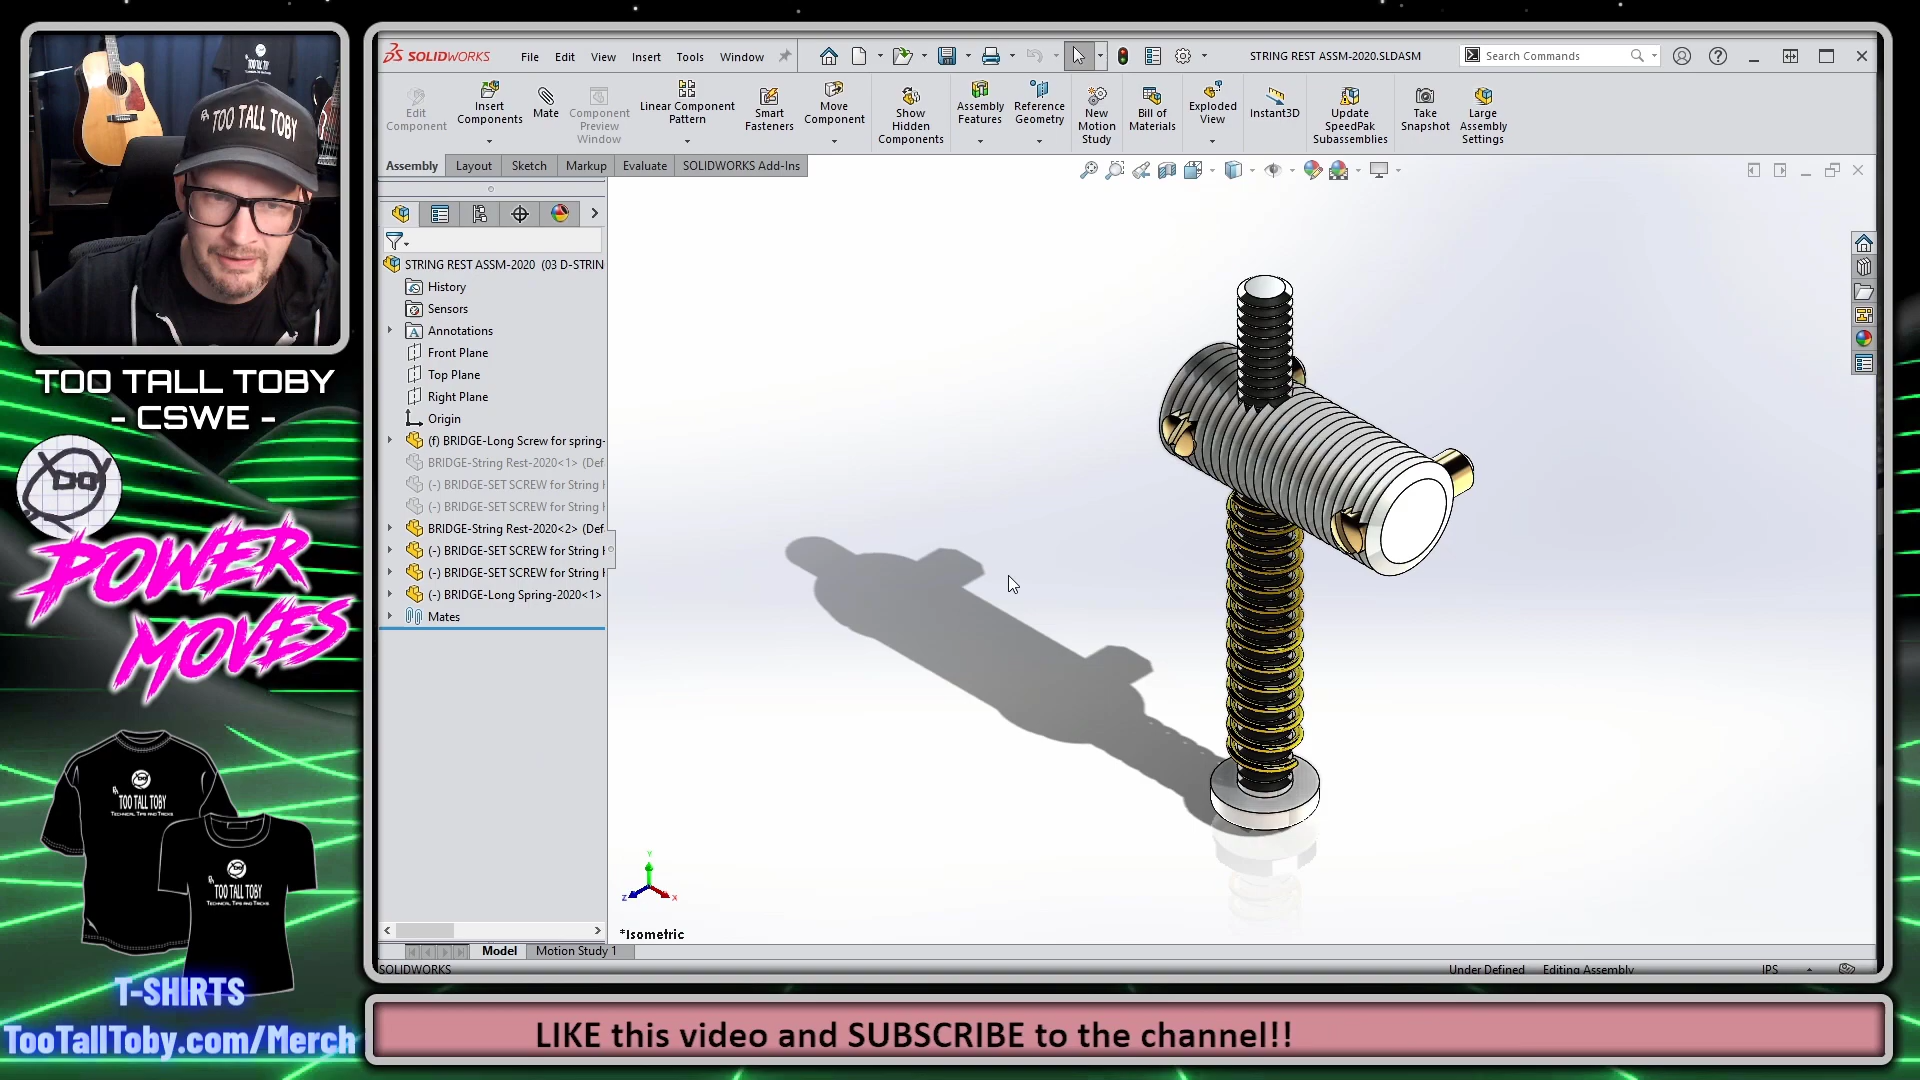 SOLIDWORKS
File
Edit
View
Insert
Tools
Window
STRING REST ASSM-2020.SLDASM
Search Commands
Edit
Component
Insert
Components
Mate
Component
Preview
Window
Linear Component
Pattern
Smart
Fasteners
Move
Component
Show
Hidden
Components
Assembly
Features
Reference
Geometry
New
Motion
Study
Bill of
Materials
Exploded
View
Instant3D
Update
SpeedPak
Subassemblies
Take
Snapshot
Large
Assembly
Settings
Assembly
Layout
Sketch
Markup
Evaluate
SOLIDWORKS Add-Ins
STRING REST ASSM-2020 (03 D-STRIN
History
Sensors
Annotations
Front Plane
Top Plane
Right Plane
Origin
(f) BRIDGE-Long Screw for spring-
BRIDGE-String Rest-2020<1> (Def
(-) BRIDGE-SET SCREW for String
(-) BRIDGE-SET SCREW for String
BRIDGE-String Rest-2020<2> (Def
(-) BRIDGE-SET SCREW for String
(-) BRIDGE-SET SCREW for String
(-) BRIDGE-Long Spring-2020<1>
Mates
Y
Z
X
*Isometric
Model
Motion Study 1
SOLIDWORKS
Under Defined
Editing Assembly
IPS
TOO TALL TOBY
TOO TALL TOBY
- CSWE -
POWER
MOVES
TOO TALL TOBY
TECHNICAL TIPS AND TRICKS
TOO TALL TOBY
TECHNICAL TIPS AND TRICKS
T-SHIRTS
TooTallToby.com/Merch
LIKE this video and SUBSCRIBE to the channel!!